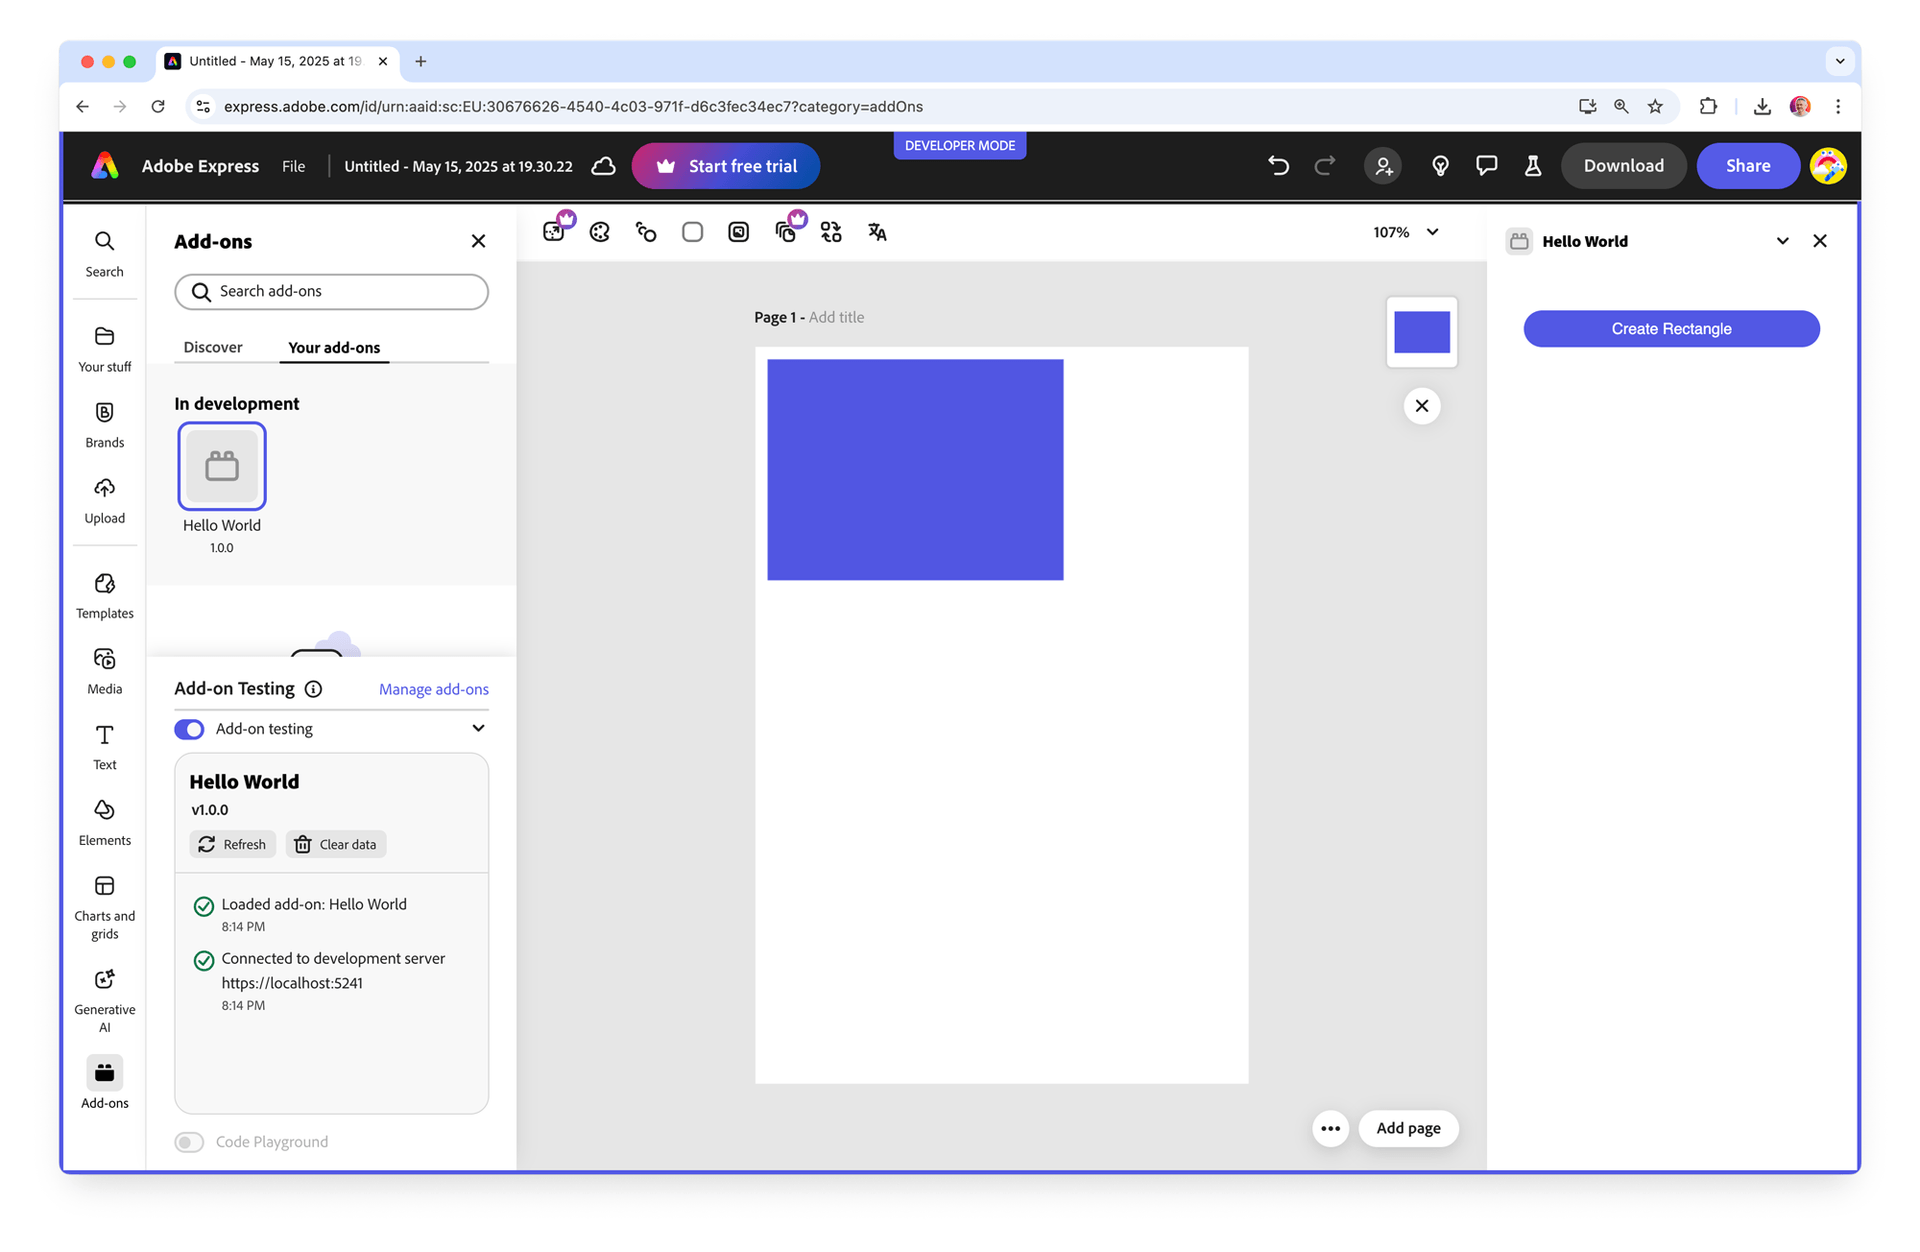 Untitled - May 15, 2025 at 19
express.adobe.com/id/urn:aaid:sc:EU:30676626-4540-4c03-971f-d6c3fec34ec7?category=addOns
DEVELOPER MODE
Adobe Express
File
Untitled - May 15, 2025 at 19.30.22
Start free trial
Download
Share
Search
Your stuff
Brands
Upload
Templates
Media
Text
Elements
Charts and
grids
Generative
AI
Add-ons
Add-ons
Search add-ons
Discover
Your add-ons
In development
Hello World
1.0.0
Add-on Testing
Manage add-ons
Add-on testing
Hello World
v1.0.0
Refresh
Clear data
Loaded add-on: Hello World
8:14 PM
Connected to development server
https://localhost:5241
8:14 PM
Code Playground
107%
Page 1 - Add title
Add page
Hello World
Create Rectangle